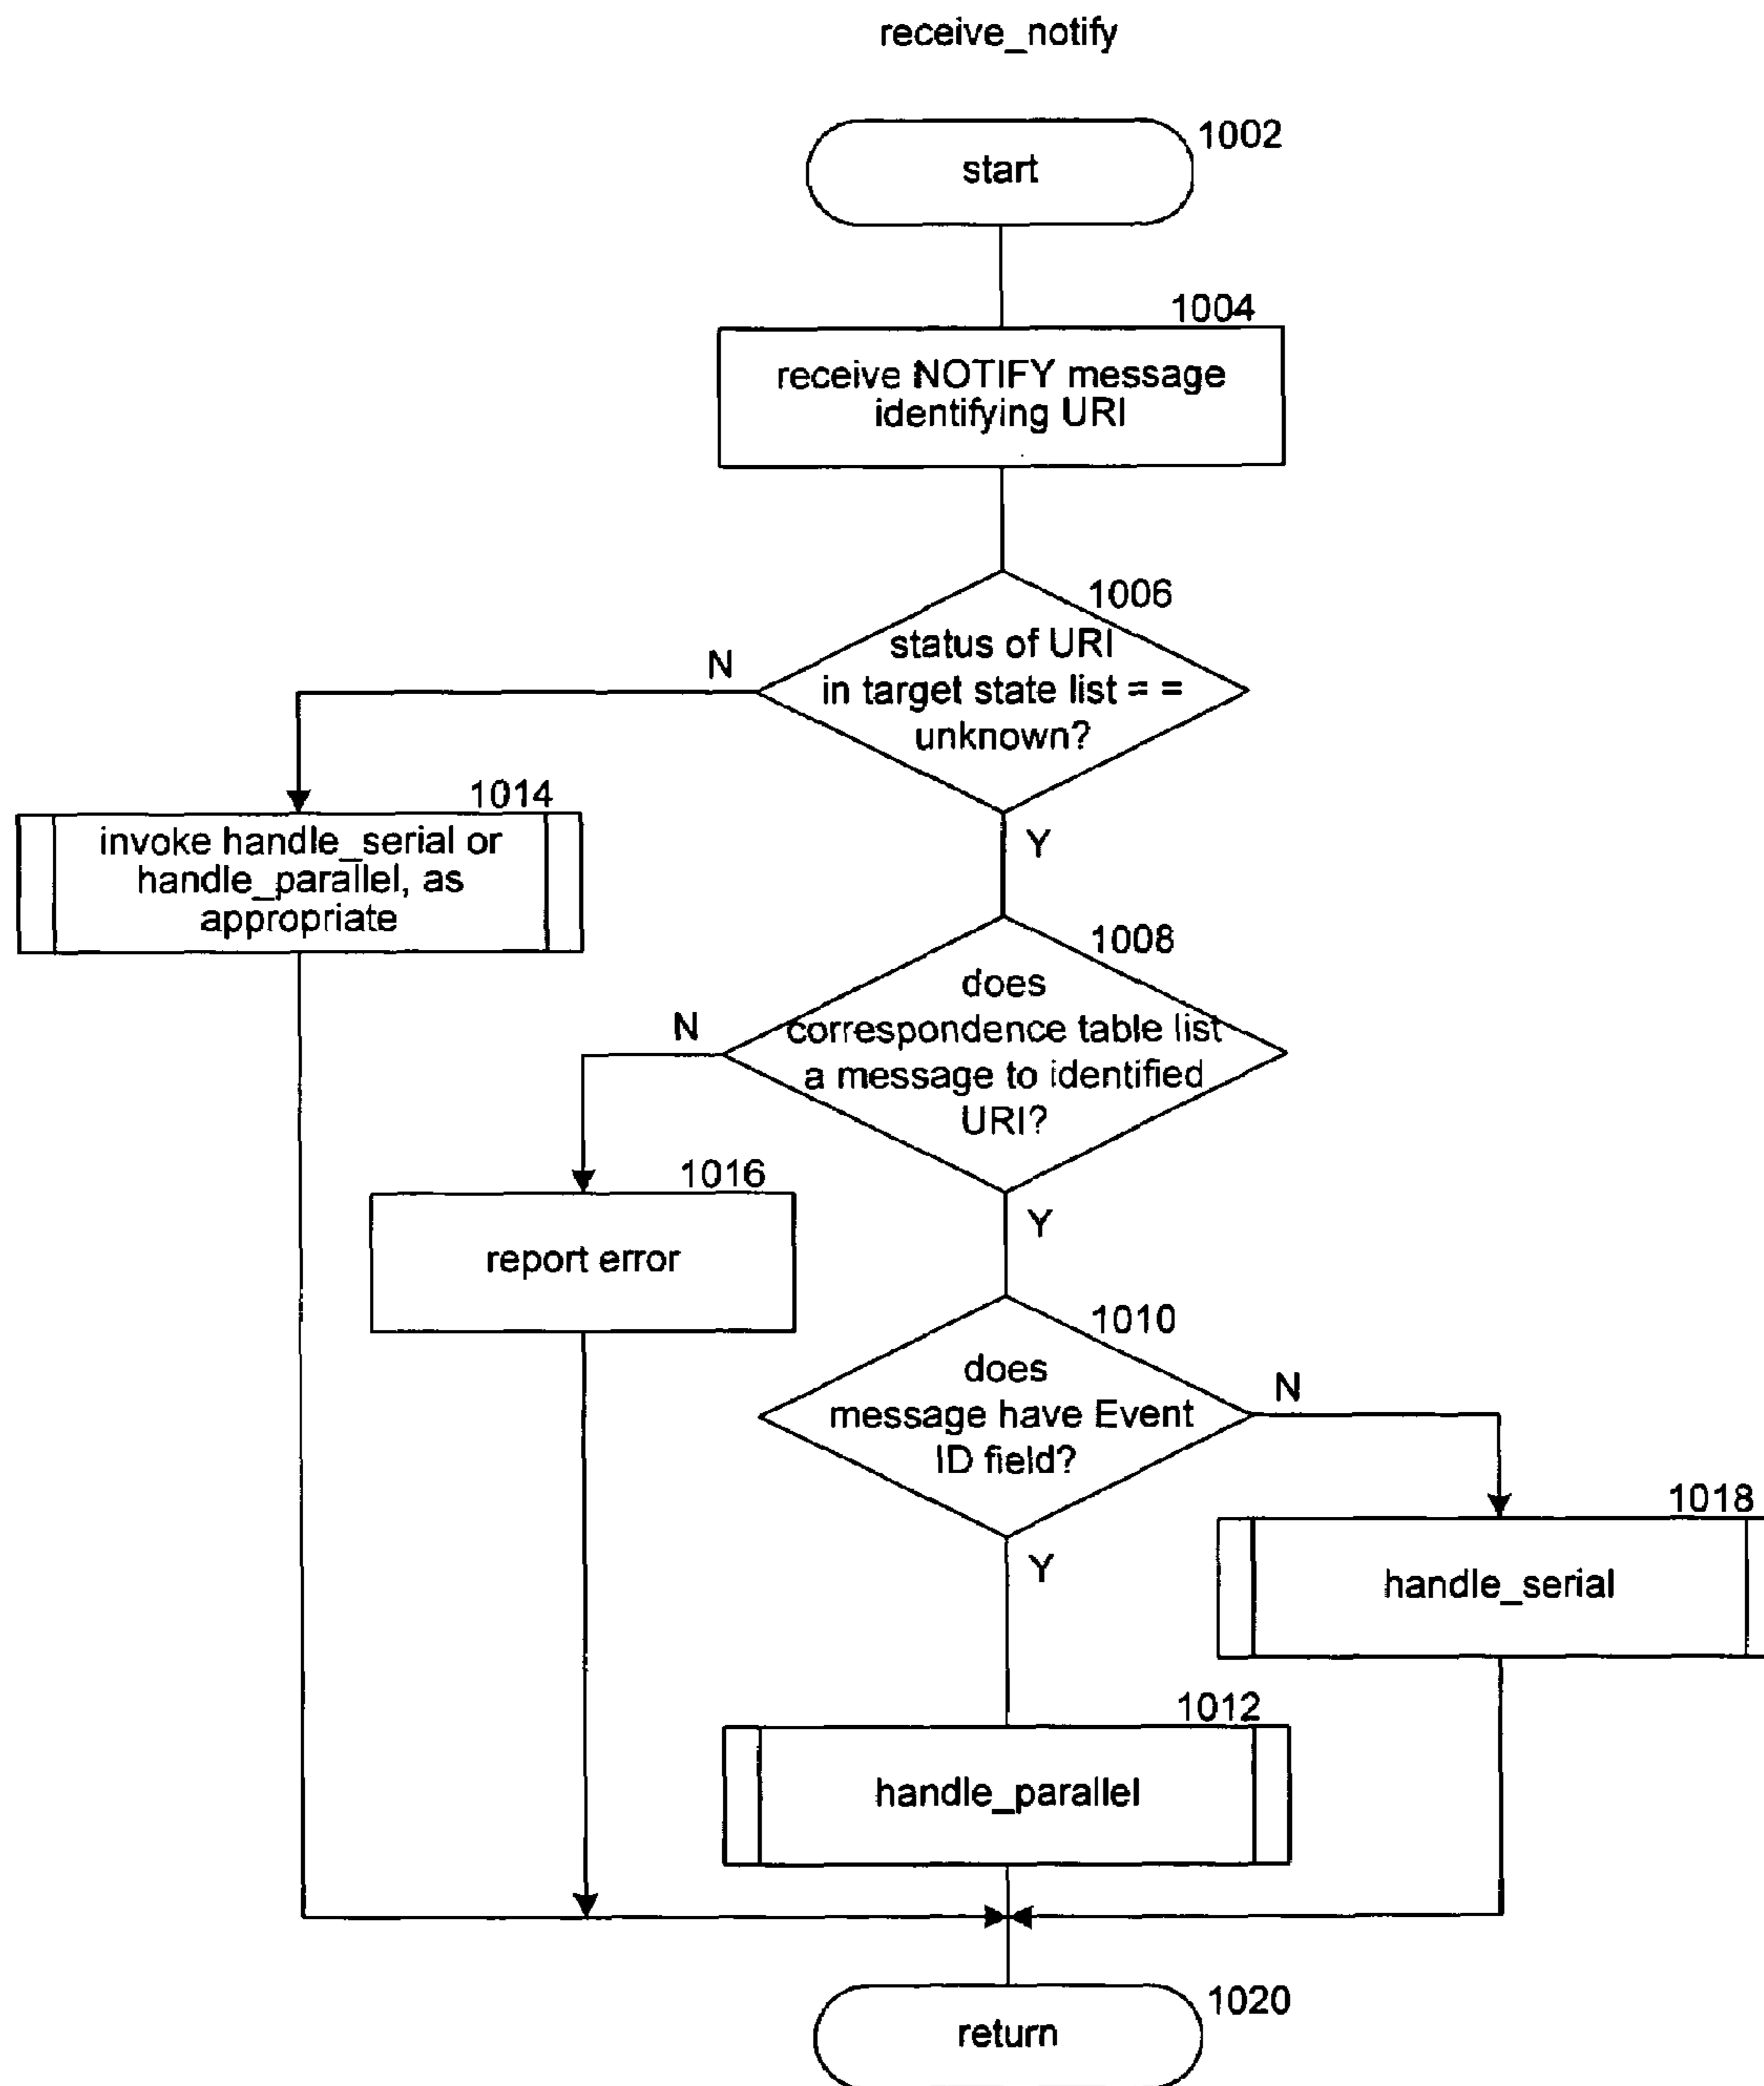 receive_notify
1002
start
1004
receive NOTIFY message
identifying URI
1006
status of URI
in target state list = =
unknown?
N
Y
1014
invoke handle_serial or
handle_parallel, as
appropriate
1008
does
correspondence table list
a message to identified
URI?
N
Y
1016
report error
1010
does
message have Event
ID field?
N
Y
1018
handle_serial
1012
handle_parallel
1020
return